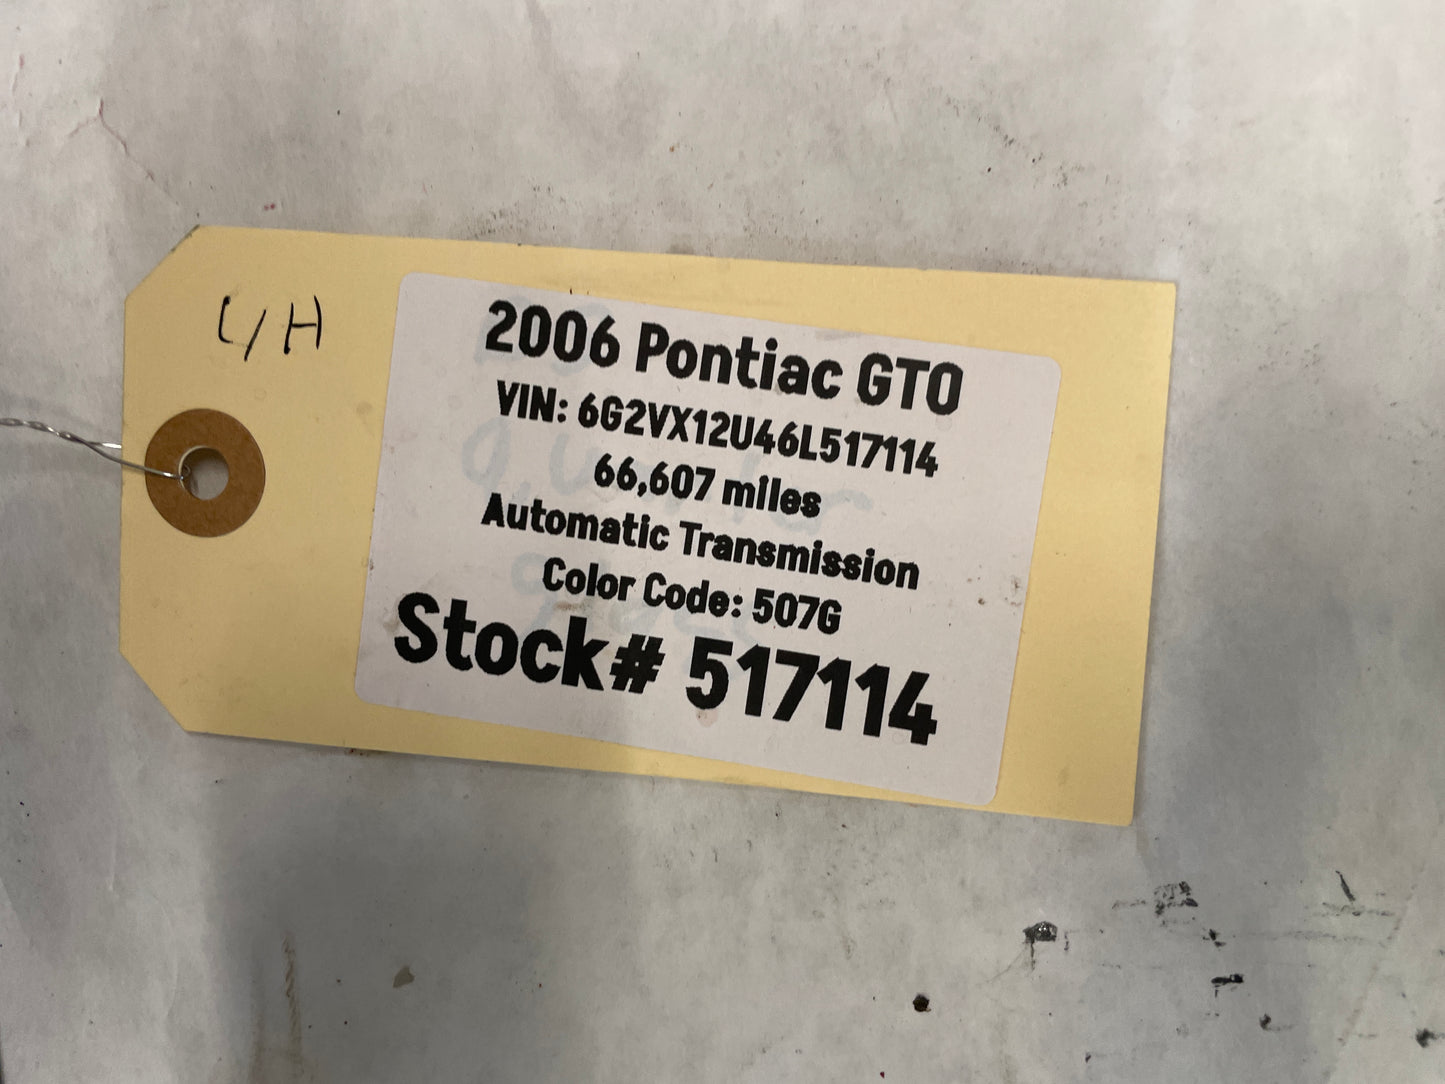 L/H
2006 Pontiac GTO
VIN: 6G2VX12U46L517114
66,607 miles
Automatic Transmission
Color Code: 507G
Stock# 517114